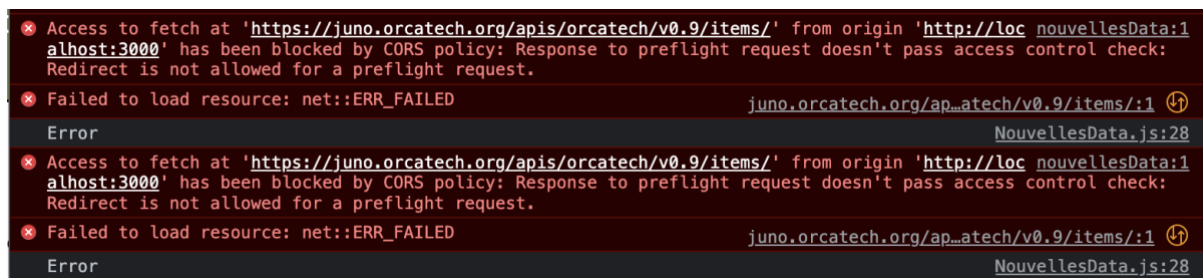 Access to fetch at 'https://juno.orcatech.org/apis/orcatech/v0.9/items/' from origin 'http://loc nouvellesData:1
alhost:3000' has been blocked by CORS policy: Response to preflight request doesn't pass access control check:
Redirect is not allowed for a preflight request.
Failed to load resource: net::ERR_FAILED juno.orcatech.org/ap…atech/v0.9/items/:1
Error NouvellesData.js:28
Access to fetch at 'https://juno.orcatech.org/apis/orcatech/v0.9/items/' from origin 'http://loc nouvellesData:1
alhost:3000' has been blocked by CORS policy: Response to preflight request doesn't pass access control check:
Redirect is not allowed for a preflight request.
Failed to load resource: net::ERR_FAILED juno.orcatech.org/ap…atech/v0.9/items/:1
Error NouvellesData.js:28